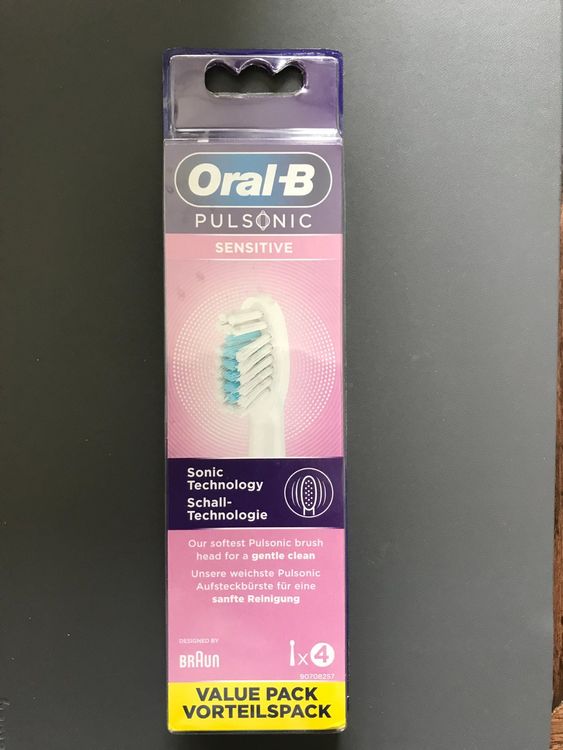 Oral-B
PULSONIC
SENSITIVE
Sonic
Technology
Schall-
Technologie
Our softest Pulsonic brush
head for a gentle clean
Unsere weichste Pulsonic
Aufsteckbürste für eine
sanfte Reinigung
DESIGNED BY
BRAUN
x4
90708257
VALUE PACK
VORTEILSPACK